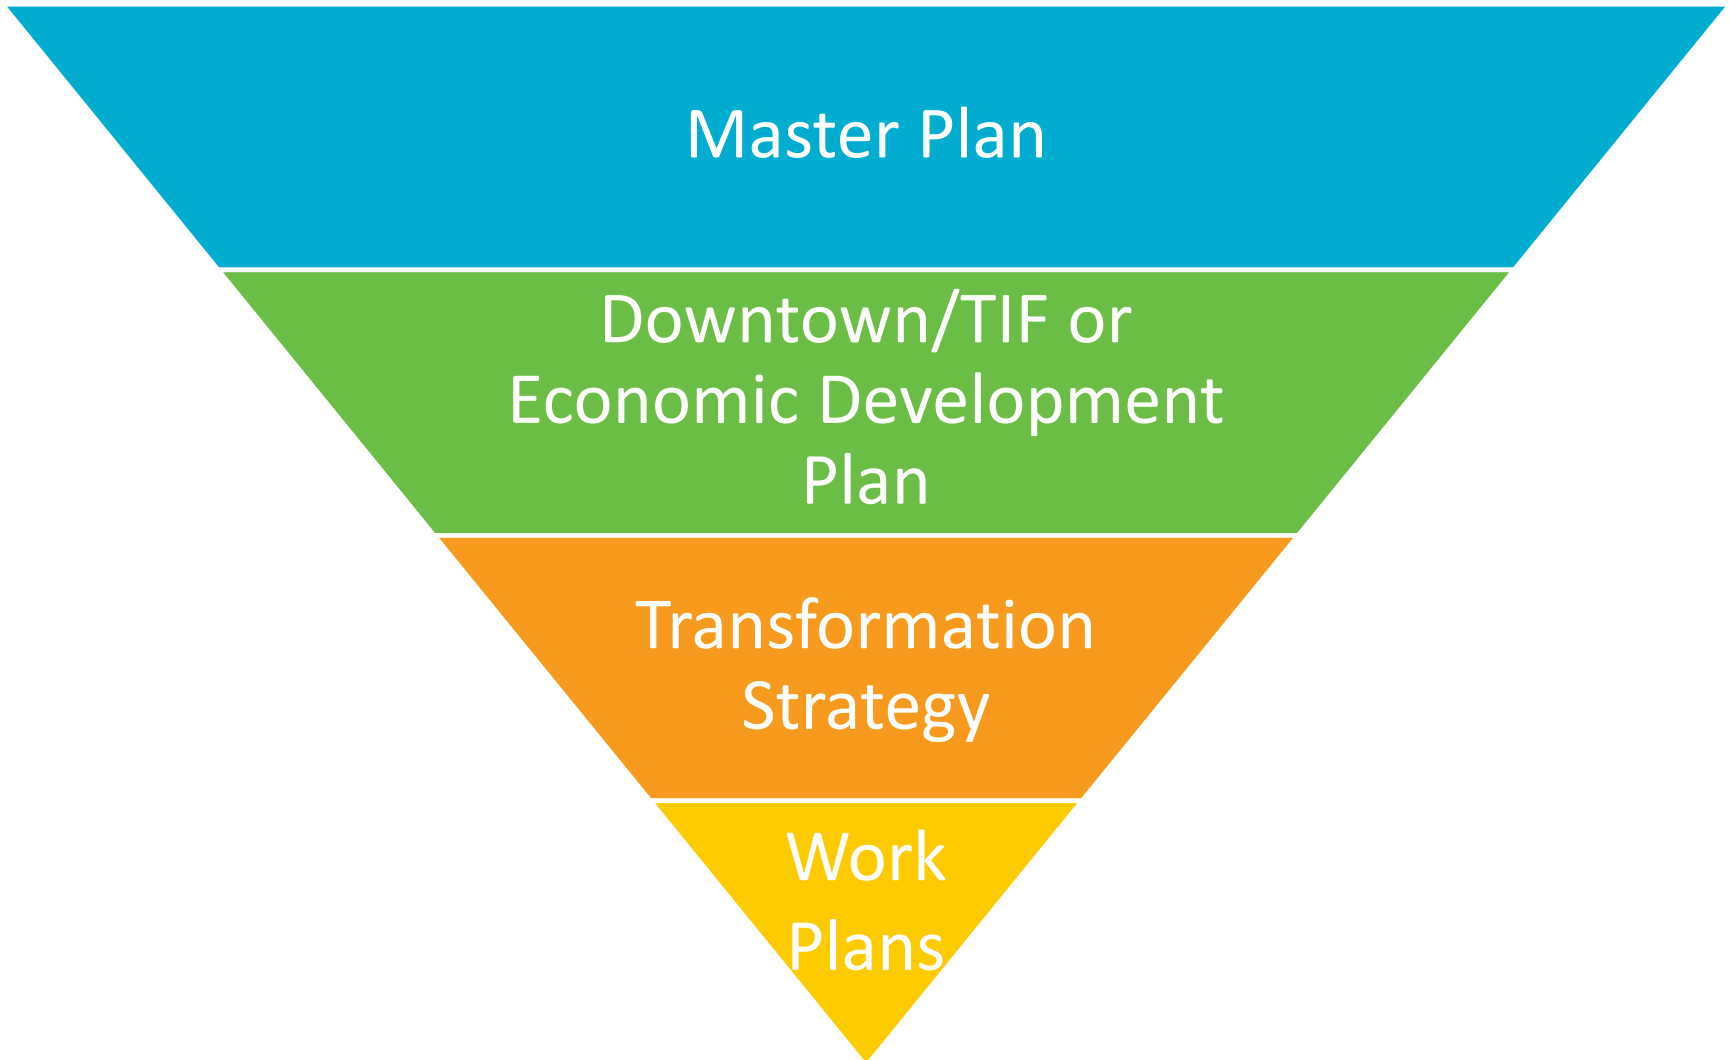 Master Plan
Downtown/TIF or
Economic Development
Plan
Transformation
Strategy
Work
Plans